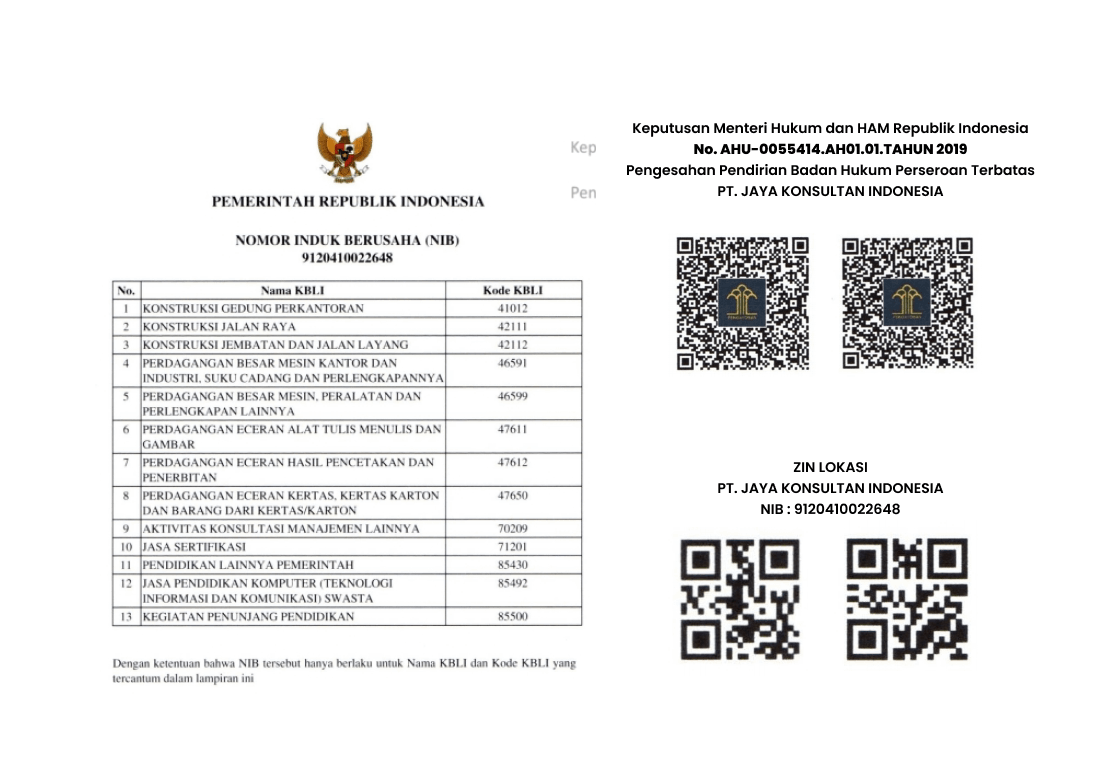 PEMERINTAH REPUBLIK INDONESIA
NOMOR INDUK BERUSAHA (NIB)
9120410022648
No. Nama KBLI Kode KBLI
1 KONSTRUKSI GEDUNG PERKANTORAN 41012
2 KONSTRUKSI JALAN RAYA 42111
3 KONSTRUKSI JEMBATAN DAN JALAN LAYANG 42112
4 PERDAGANGAN BESAR MESIN KANTOR DAN 46591
INDUSTRI, SUKU CADANG DAN PERLENGKAPANNYA
5 PERDAGANGAN BESAR MESIN, PERALATAN DAN 46599
PERLENGKAPAN LAINNYA
6 PERDAGANGAN ECERAN ALAT TULIS MENULIS DAN 47611
GAMBAR
7 PERDAGANGAN ECERAN HASIL PENCETAKAN DAN 47612
PENERBITAN
8 PERDAGANGAN ECERAN KERTAS, KERTAS KARTON 47650
DAN BARANG DARI KERTAS/KARTON
9 AKTIVITAS KONSULTASI MANAJEMEN LAINNYA 70209
10 JASA SERTIFIKASI 71201
11 PENDIDIKAN LAINNYA PEMERINTAH 85430
12 JASA PENDIDIKAN KOMPUTER (TEKNOLOGI 85492
INFORMASI DAN KOMUNIKASI) SWASTA
13 KEGIATAN PENUNJANG PENDIDIKAN 85500
Dengan ketentuan bahwa NIB tersebut hanya berlaku untuk Nama KBLI dan Kode KBLI yang
tercantum dalam lampiran ini
Kep
Pen
Keputusan Menteri Hukum dan HAM Republik Indonesia
No. AHU-0055414.AH01.01.TAHUN 2019
Pengesahan Pendirian Badan Hukum Perseroan Terbatas
PT. JAYA KONSULTAN INDONESIA
ZIN LOKASI
PT. JAYA KONSULTAN INDONESIA
NIB : 9120410022648